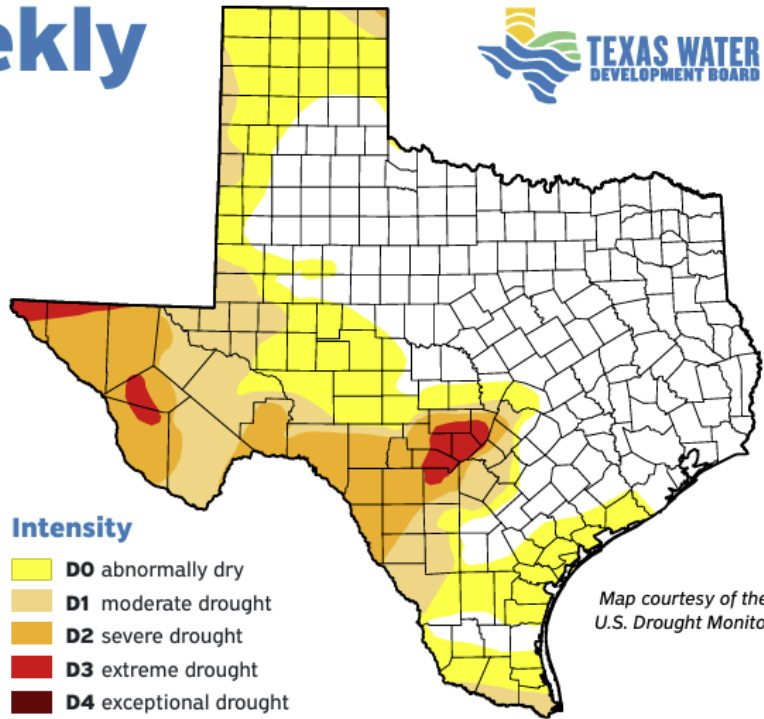 ekly
TEXAS WATER
DEVELOPMENT BOARD
Intensity
D0 abnormally dry
D1 moderate drought
D2 severe drought
D3 extreme drought
D4 exceptional drought
Map courtesy of the
U.S. Drought Monito